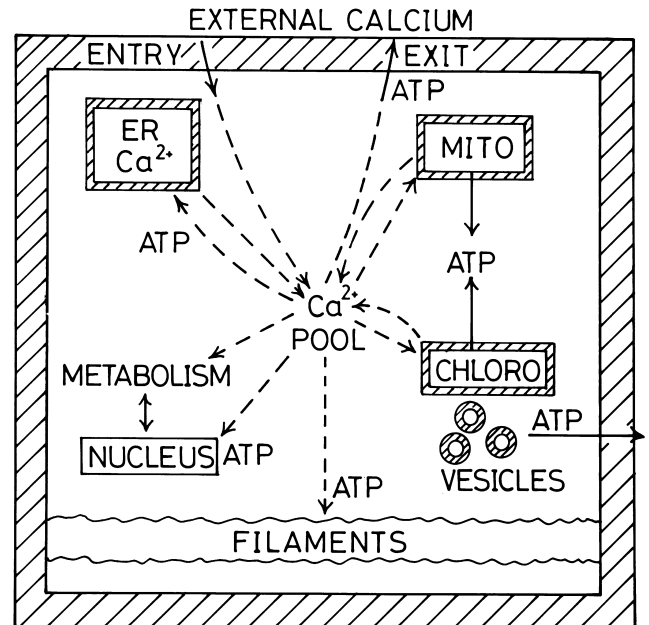 EXTERNAL CALCIUM
ENTRY
EXIT
ATP
ER
Ca²⁺
MITO
ATP
ATP
Ca²⁺
POOL
METABOLISM
CHLORO
NUCLEUS
ATP
ATP
VESICLES
ATP
FILAMENTS